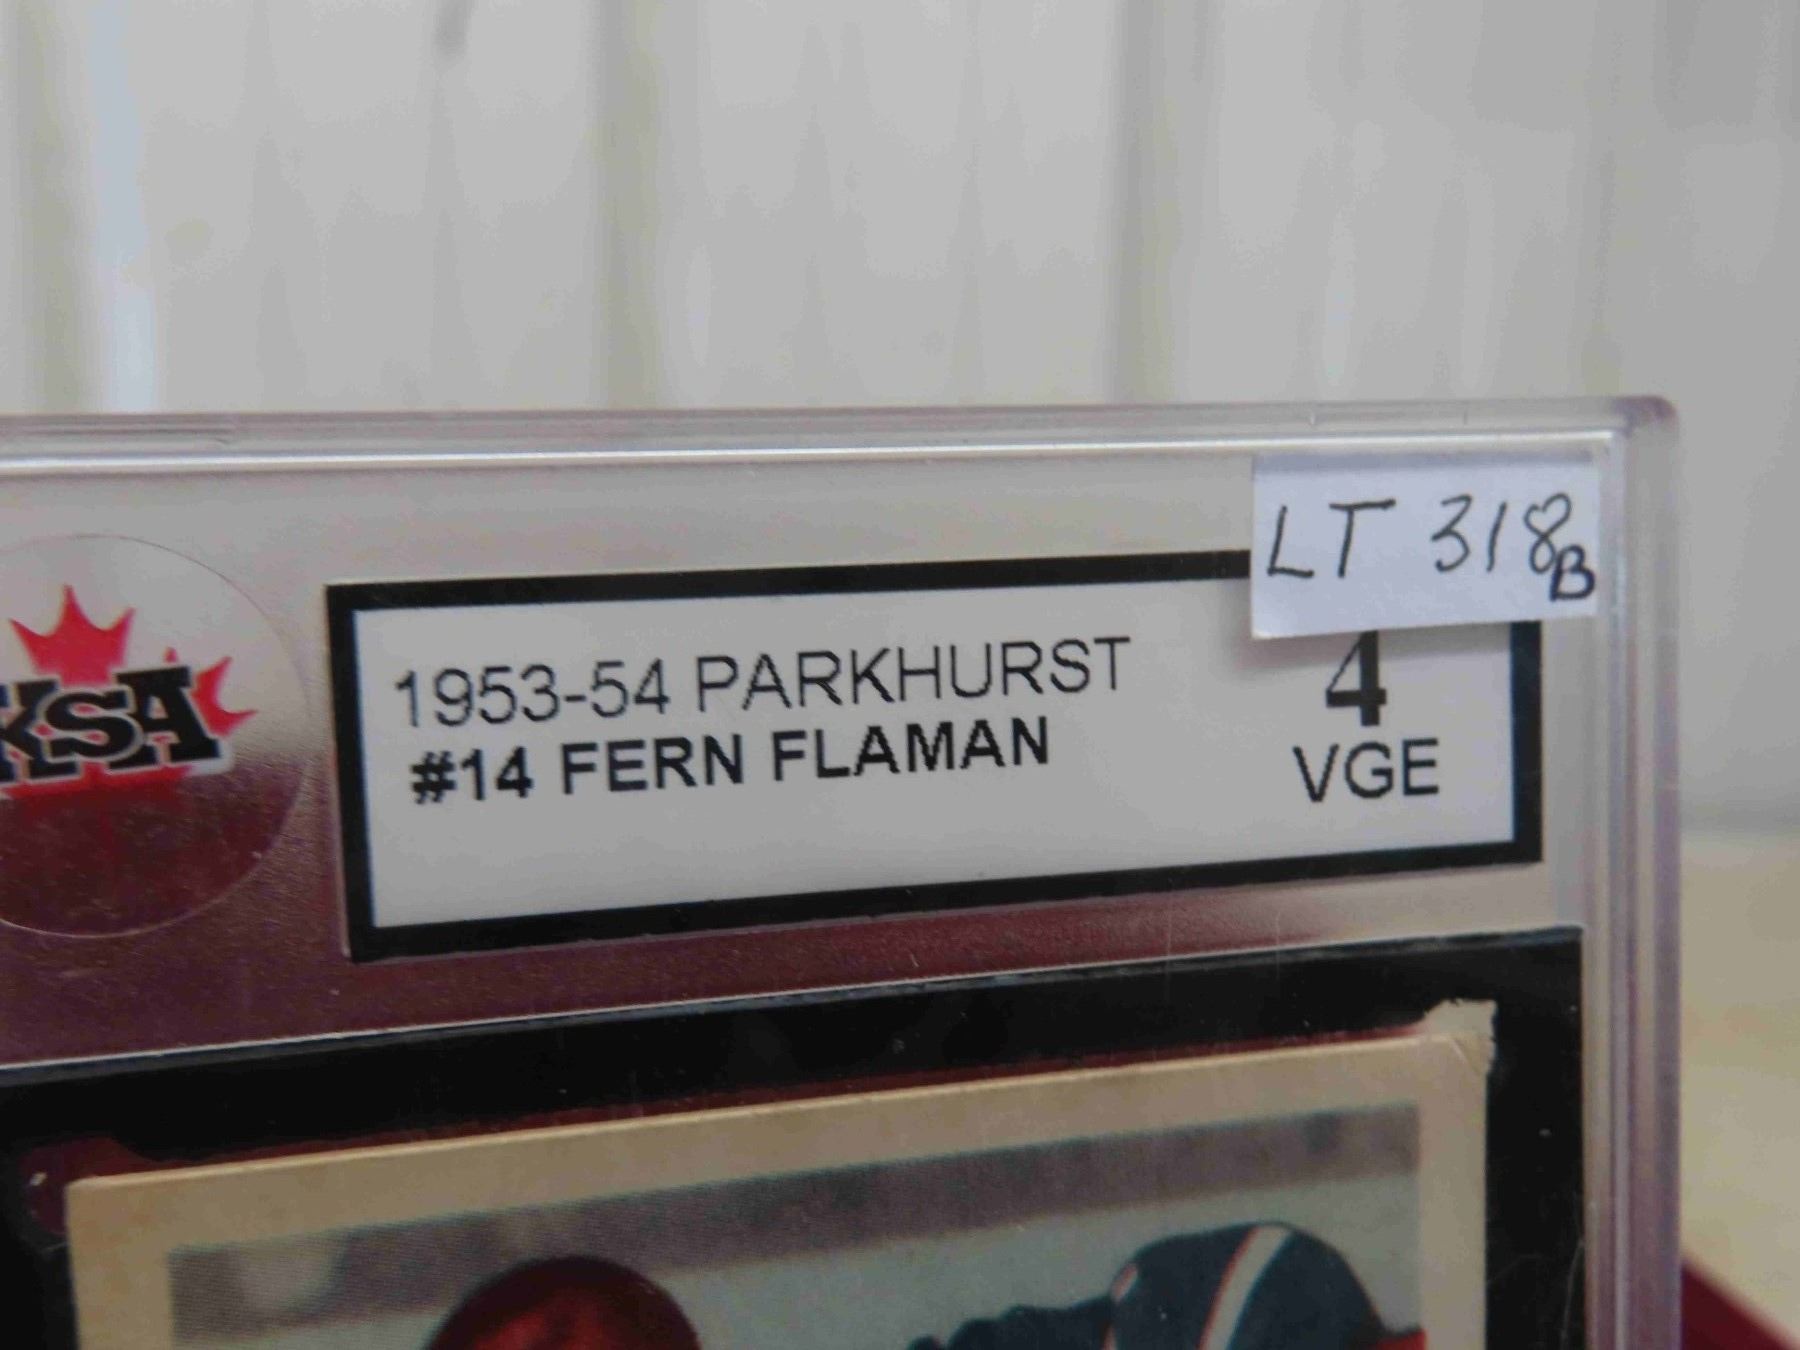 LT 318B
KSA
1953-54 PARKHURST
#14 FERN FLAMAN
4
VGE